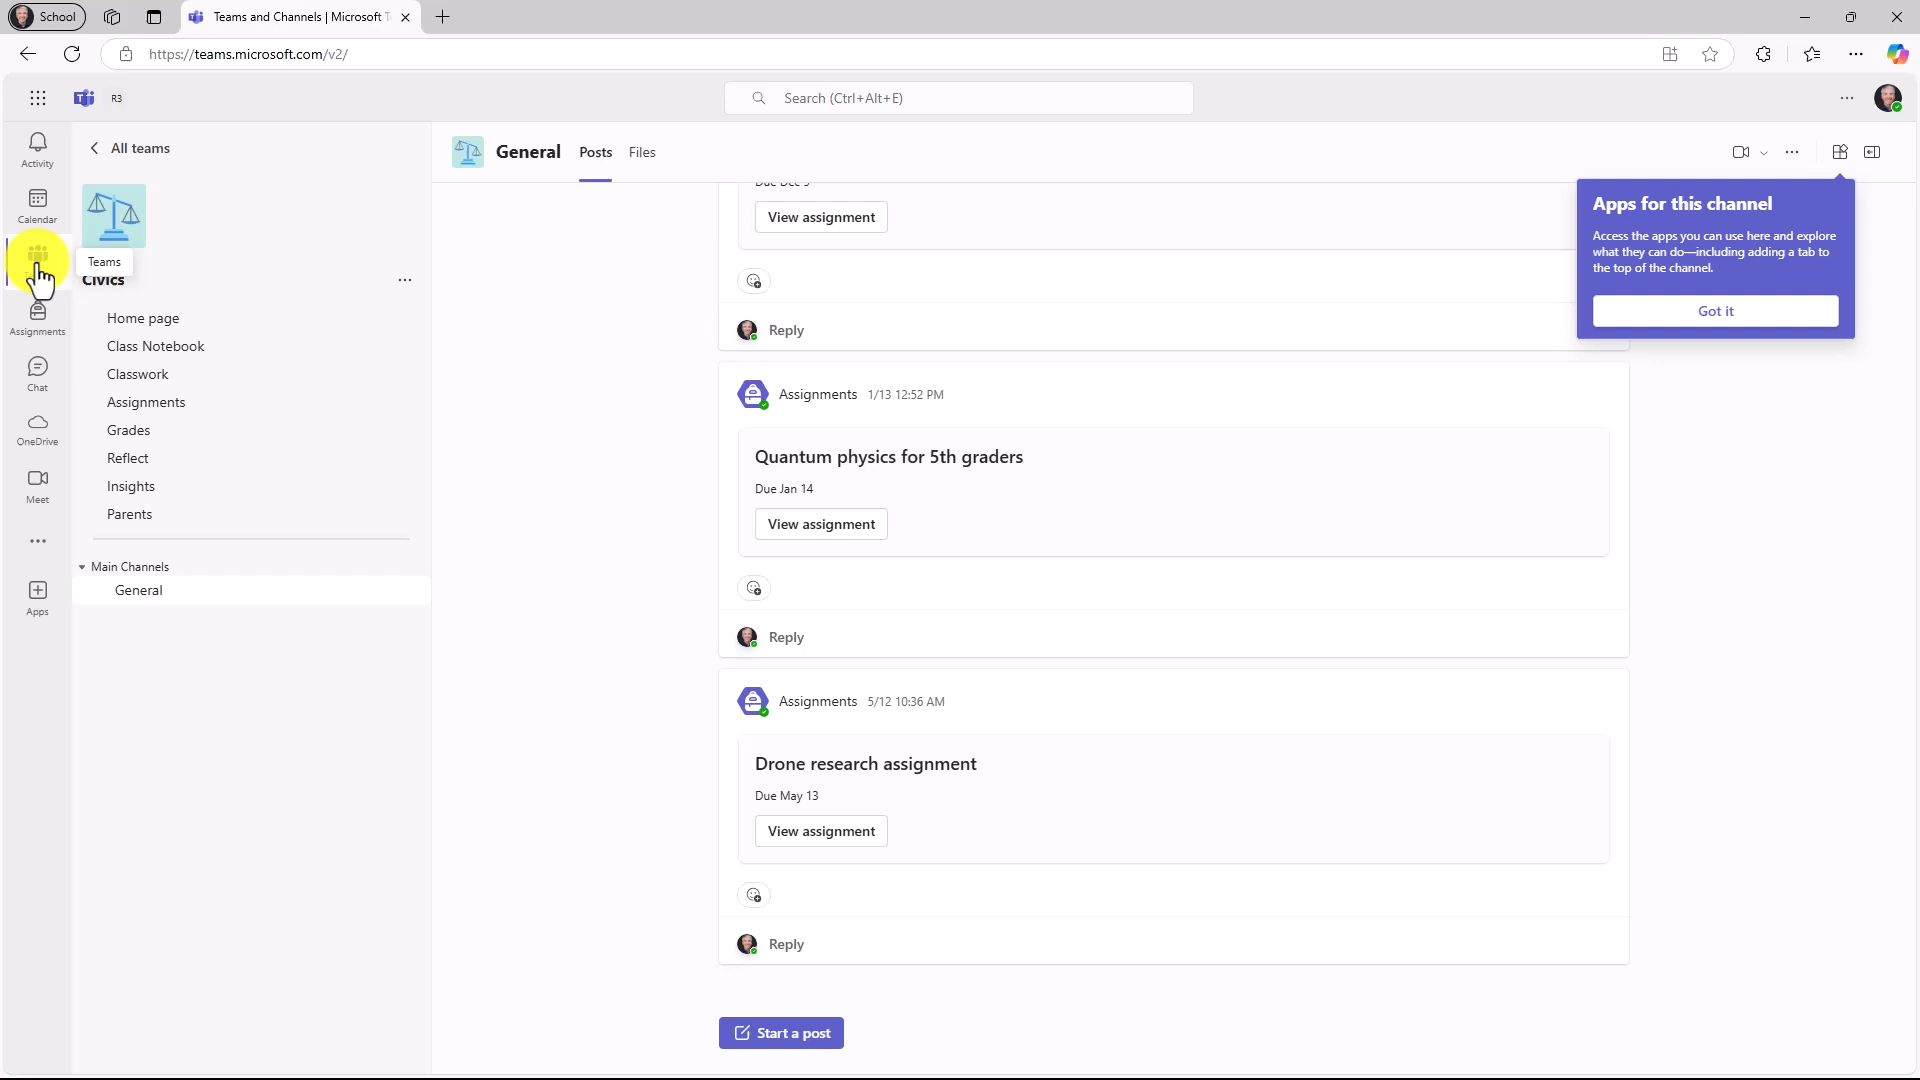 School
Teams and Channels | Microsoft T
https://teams.microsoft.com/v2/
R3
Search (Ctrl+Alt+E)
Activity
Calendar
Teams
Assignments
Chat
OneDrive
Meet
Apps
All teams
Civics
Home page
Class Notebook
Classwork
Assignments
Grades
Reflect
Insights
Parents
Main Channels
General
General
Posts
Files
Due Dec 5
View assignment
Reply
Assignments 1/13 12:52 PM
Quantum physics for 5th graders
Due Jan 14
View assignment
Reply
Assignments 5/12 10:36 AM
Drone research assignment
Due May 13
View assignment
Reply
Start a post
Apps for this channel
Access the apps you can use here and explore
what they can do—including adding a tab to
the top of the channel.
Got it